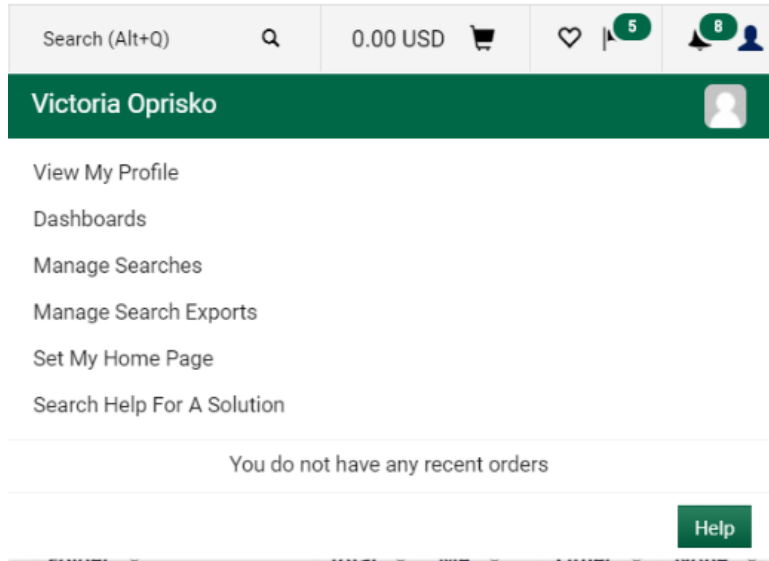 Search (Alt+Q) 0.00 USD 5 8
Victoria Oprisko
View My Profile
Dashboards
Manage Searches
Manage Search Exports
Set My Home Page
Search Help For A Solution
You do not have any recent orders
Help